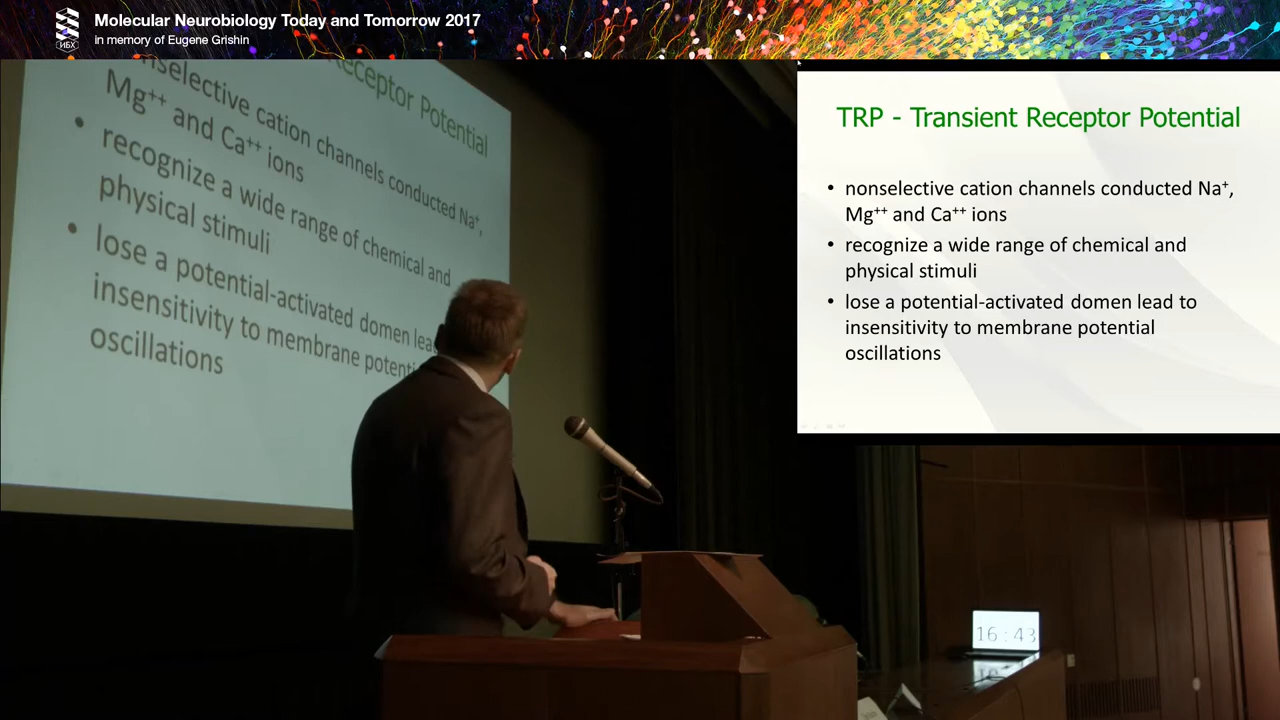 Molecular Neurobiology Today and Tomorrow 2017
in memory of Eugene Grishin
ИБХ
Receptor Potential
nselective cation channels conducted Na⁺,
Mg⁺⁺ and Ca⁺⁺ ions
• recognize a wide range of chemical and
physical stimuli
• lose a potential-activated domen lea
insensitivity to membrane potenti
oscillations
TRP - Transient Receptor Potential
• nonselective cation channels conducted Na⁺,
Mg⁺⁺ and Ca⁺⁺ ions
• recognize a wide range of chemical and
physical stimuli
• lose a potential-activated domen lead to
insensitivity to membrane potential
oscillations
16:43